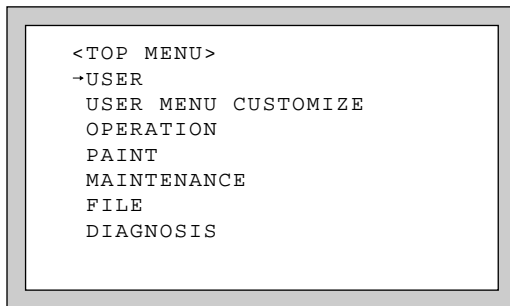 <TOP MENU>
→USER
USER MENU CUSTOMIZE
OPERATION
PAINT
MAINTENANCE
FILE
DIAGNOSIS